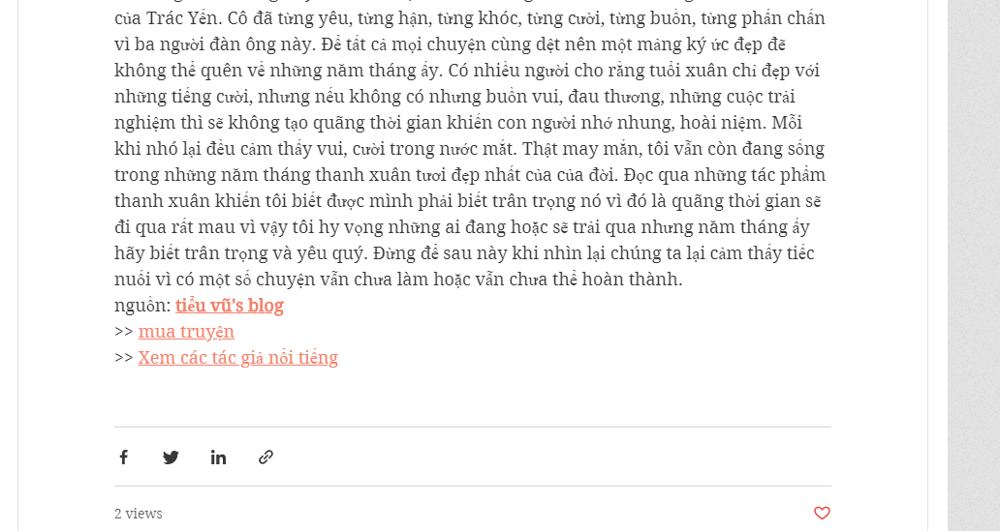 của Trác Yến. Cô đã từng yêu, từng hận, từng khóc, từng cười, từng buồn, từng phấn chấn
vì ba người đàn ông này. Để tất cả mọi chuyện cùng dệt nên một mảng ký ức đẹp đẽ
không thể quên về những năm tháng ấy. Có nhiều người cho rằng tuổi xuân chỉ đẹp với
những tiếng cười, nhưng nếu không có nhưng buồn vui, đau thương, những cuộc trải
nghiệm thì sẽ không tạo quãng thời gian khiến con người nhớ nhung, hoài niệm. Mỗi
khi nhó lại đều cảm thấy vui, cười trong nước mắt. Thật may mắn, tôi vẫn còn đang sống
trong những năm tháng thanh xuân tươi đẹp nhất của của đời. Đọc qua những tác phẩm
thanh xuân khiến tôi biết được mình phải biết trân trọng nó vì đó là quãng thời gian sẽ
đi qua rất mau vì vậy tôi hy vọng những ai đang hoặc sẽ trải qua nhưng năm tháng ấy
hãy biết trân trọng và yêu quý. Đừng để sau này khi nhìn lại chúng ta lại cảm thấy tiếc
nuối vì có một số chuyện vẫn chưa làm hoặc vẫn chưa thể hoàn thành.
nguồn: tiểu vũ's blog
>> mua truyện
>> Xem các tác giả nổi tiếng
2 views